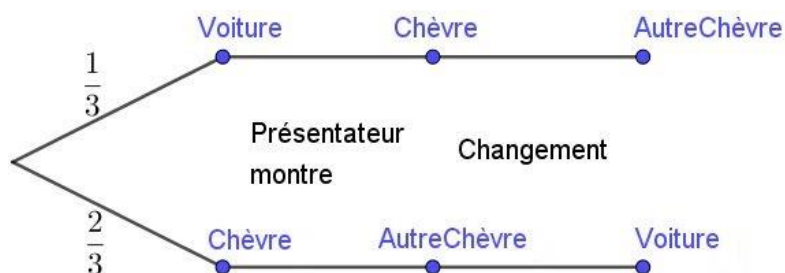 Voiture Chèvre AutreChèvre
1
3
Présentateur
montre
Changement
2
3
Chèvre AutreChèvre Voiture